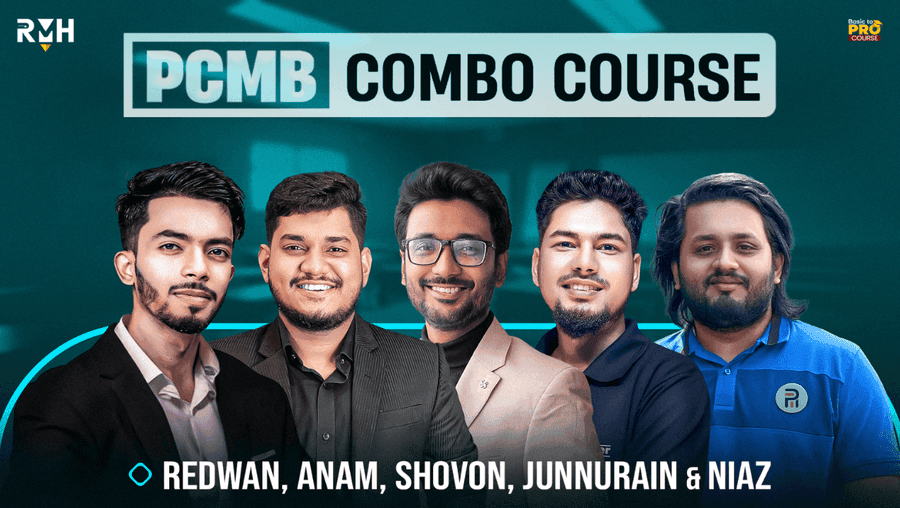 RMH
Basic to
PRO
COURSE
PCMB COMBO COURSE
REDWAN, ANAM, SHOVON, JUNNURAIN & NIAZ